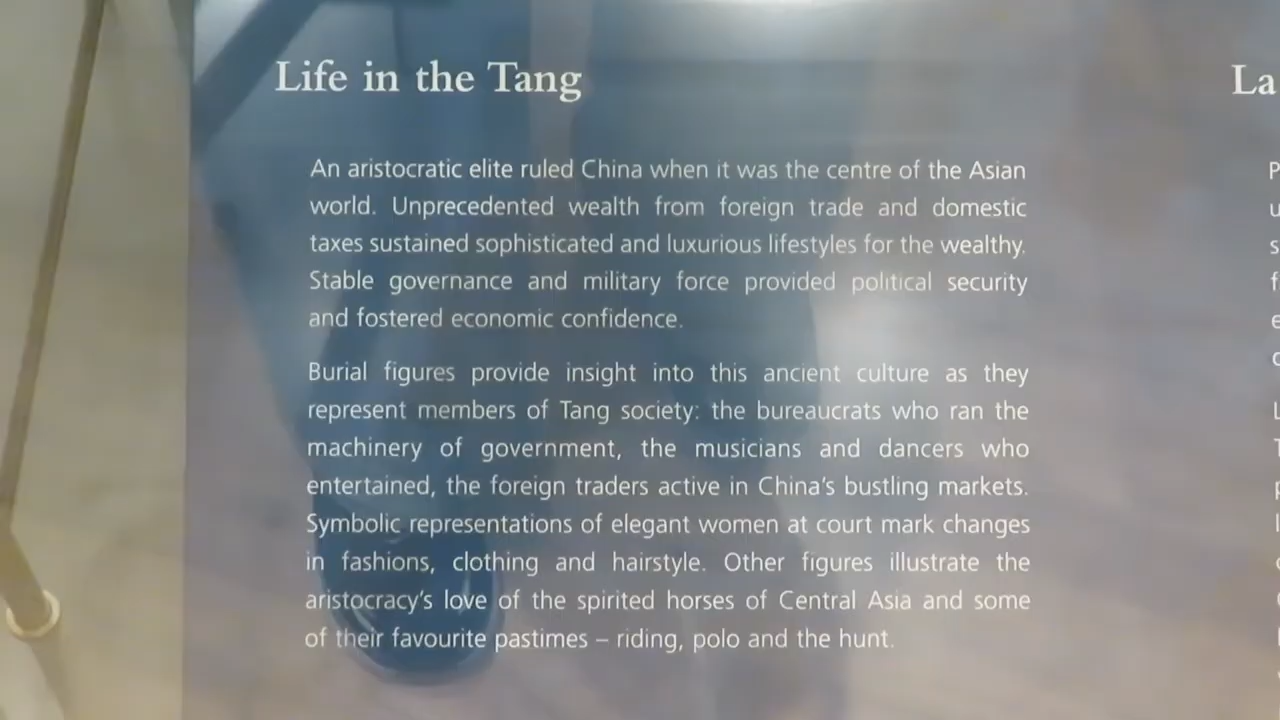 Life in the Tang
An aristocratic elite ruled China when it was the centre of the Asian
world. Unprecedented wealth from foreign trade and domestic
taxes sustained sophisticated and luxurious lifestyles for the wealthy.
Stable governance and military force provided political security
and fostered economic confidence.
Burial figures provide insight into this ancient culture as they
represent members of Tang society: the bureaucrats who ran the
machinery of government, the musicians and dancers who
entertained, the foreign traders active in China's bustling markets.
Symbolic representations of elegant women at court mark changes
in fashions, clothing and hairstyle. Other figures illustrate the
aristocracy's love of the spirited horses of Central Asia and some
of their favourite pastimes – riding, polo and the hunt.